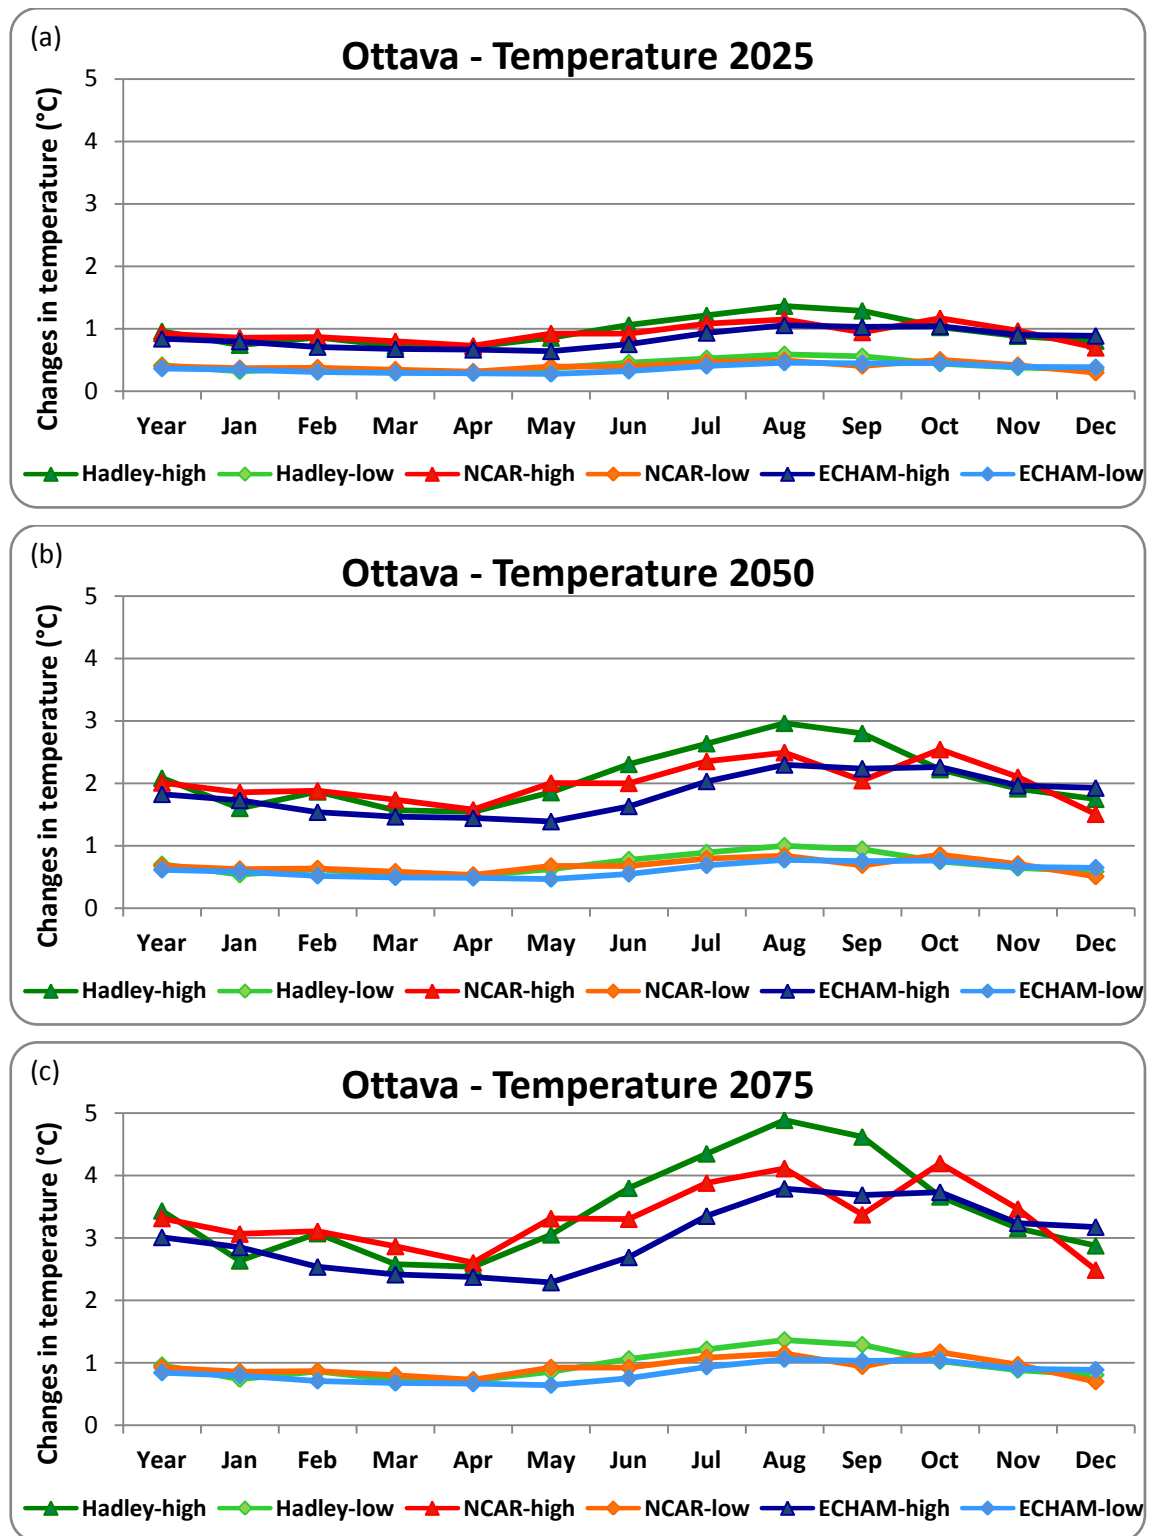 (a)
Ottava - Temperature 2025
Changes in temperature (°C)
5
4
3
2
1
0
Year Jan Feb Mar Apr May Jun Jul Aug Sep Oct Nov Dec
Hadley-high Hadley-low NCAR-high NCAR-low ECHAM-high ECHAM-low
(b)
Ottava - Temperature 2050
Changes in temperature (°C)
5
4
3
2
1
0
Year Jan Feb Mar Apr May Jun Jul Aug Sep Oct Nov Dec
Hadley-high Hadley-low NCAR-high NCAR-low ECHAM-high ECHAM-low
(c)
Ottava - Temperature 2075
Changes in temperature (°C)
5
4
3
2
1
0
Year Jan Feb Mar Apr May Jun Jul Aug Sep Oct Nov Dec
Hadley-high Hadley-low NCAR-high NCAR-low ECHAM-high ECHAM-low